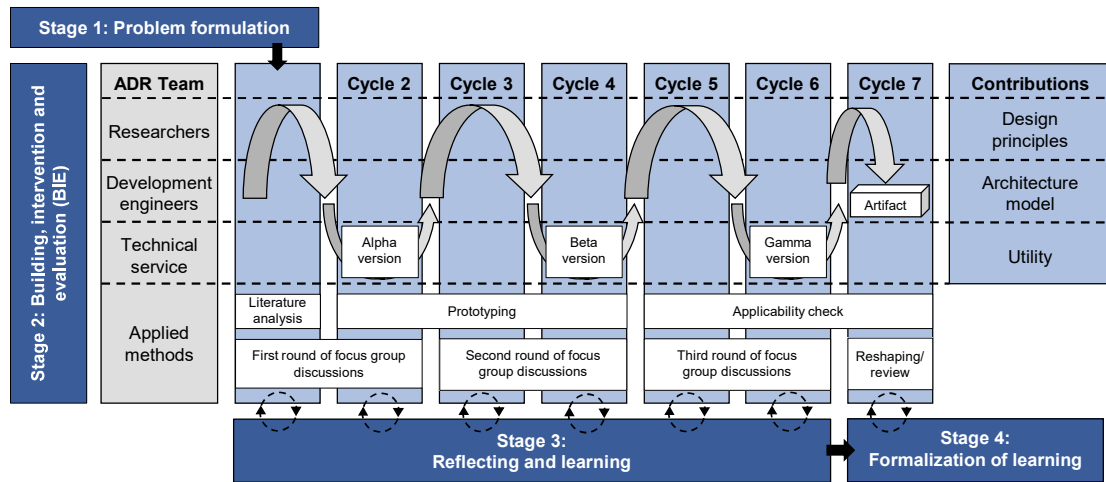 Stage 1: Problem formulation
Stage 2: Building, intervention and
evaluation (BIE)
ADR Team
Cycle 2
Cycle 3
Cycle 4
Cycle 5
Cycle 6
Cycle 7
Contributions
Researchers
Design
principles
Development
engineers
Artifact
Architecture
model
Technical
service
Alpha
version
Beta
version
Gamma
version
Utility
Applied
methods
Literature
analysis
Prototyping
Applicability check
First round of focus group
discussions
Second round of focus
group discussions
Third round of focus
group discussions
Reshaping/
review
Stage 3:
Reflecting and learning
Stage 4:
Formalization of learning